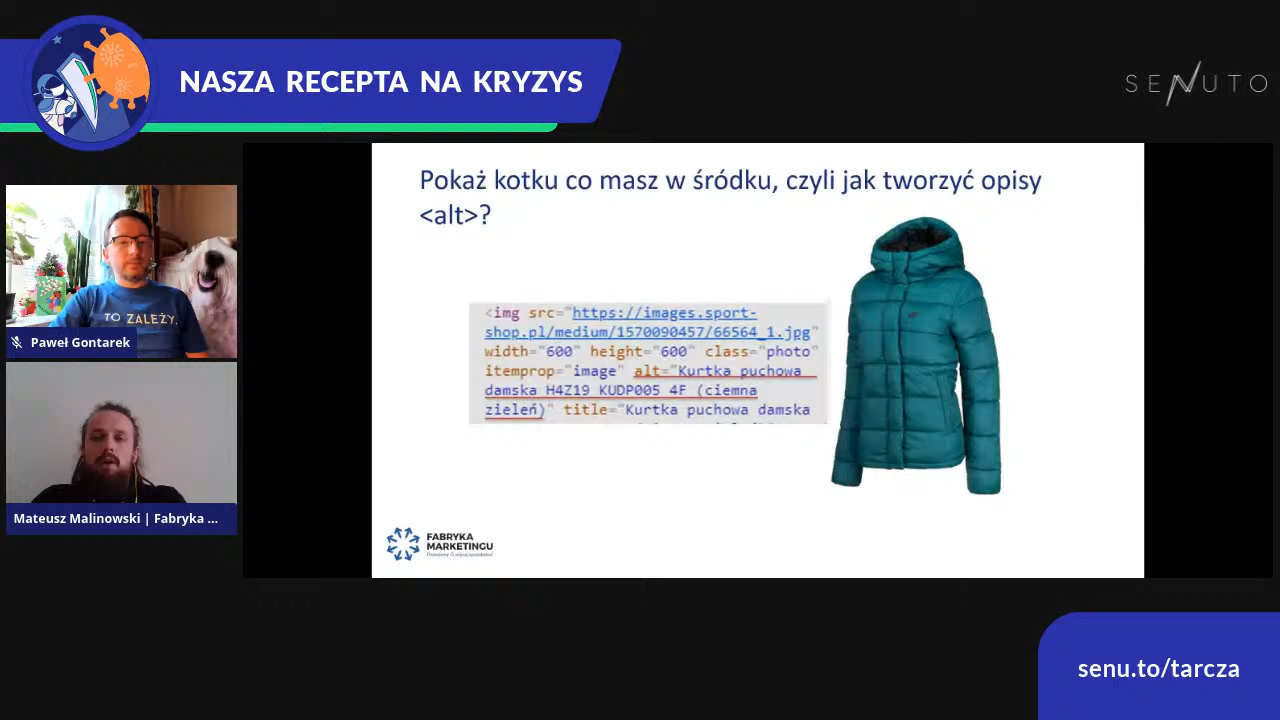 NASZA RECEPTA NA KRYZYS
SENUTO
Pokaż kotku co masz w śródku, czyli jak tworzyć opisy
<alt>?
<img src="https://images.sport-
shop.pl/medium/1570090457/66564_1.jpg"
width="600" height="600" class="photo"
itemprop="image" alt="Kurtka puchowa
damska H4Z19 KUDP005 4F (ciemna
zieleń)" title="Kurtka puchowa damska
TO ZALEŻY.
Paweł Gontarek
Mateusz Malinowski | Fabryka ...
FABRYKA
MARKETINGU
senu.to/tarcza